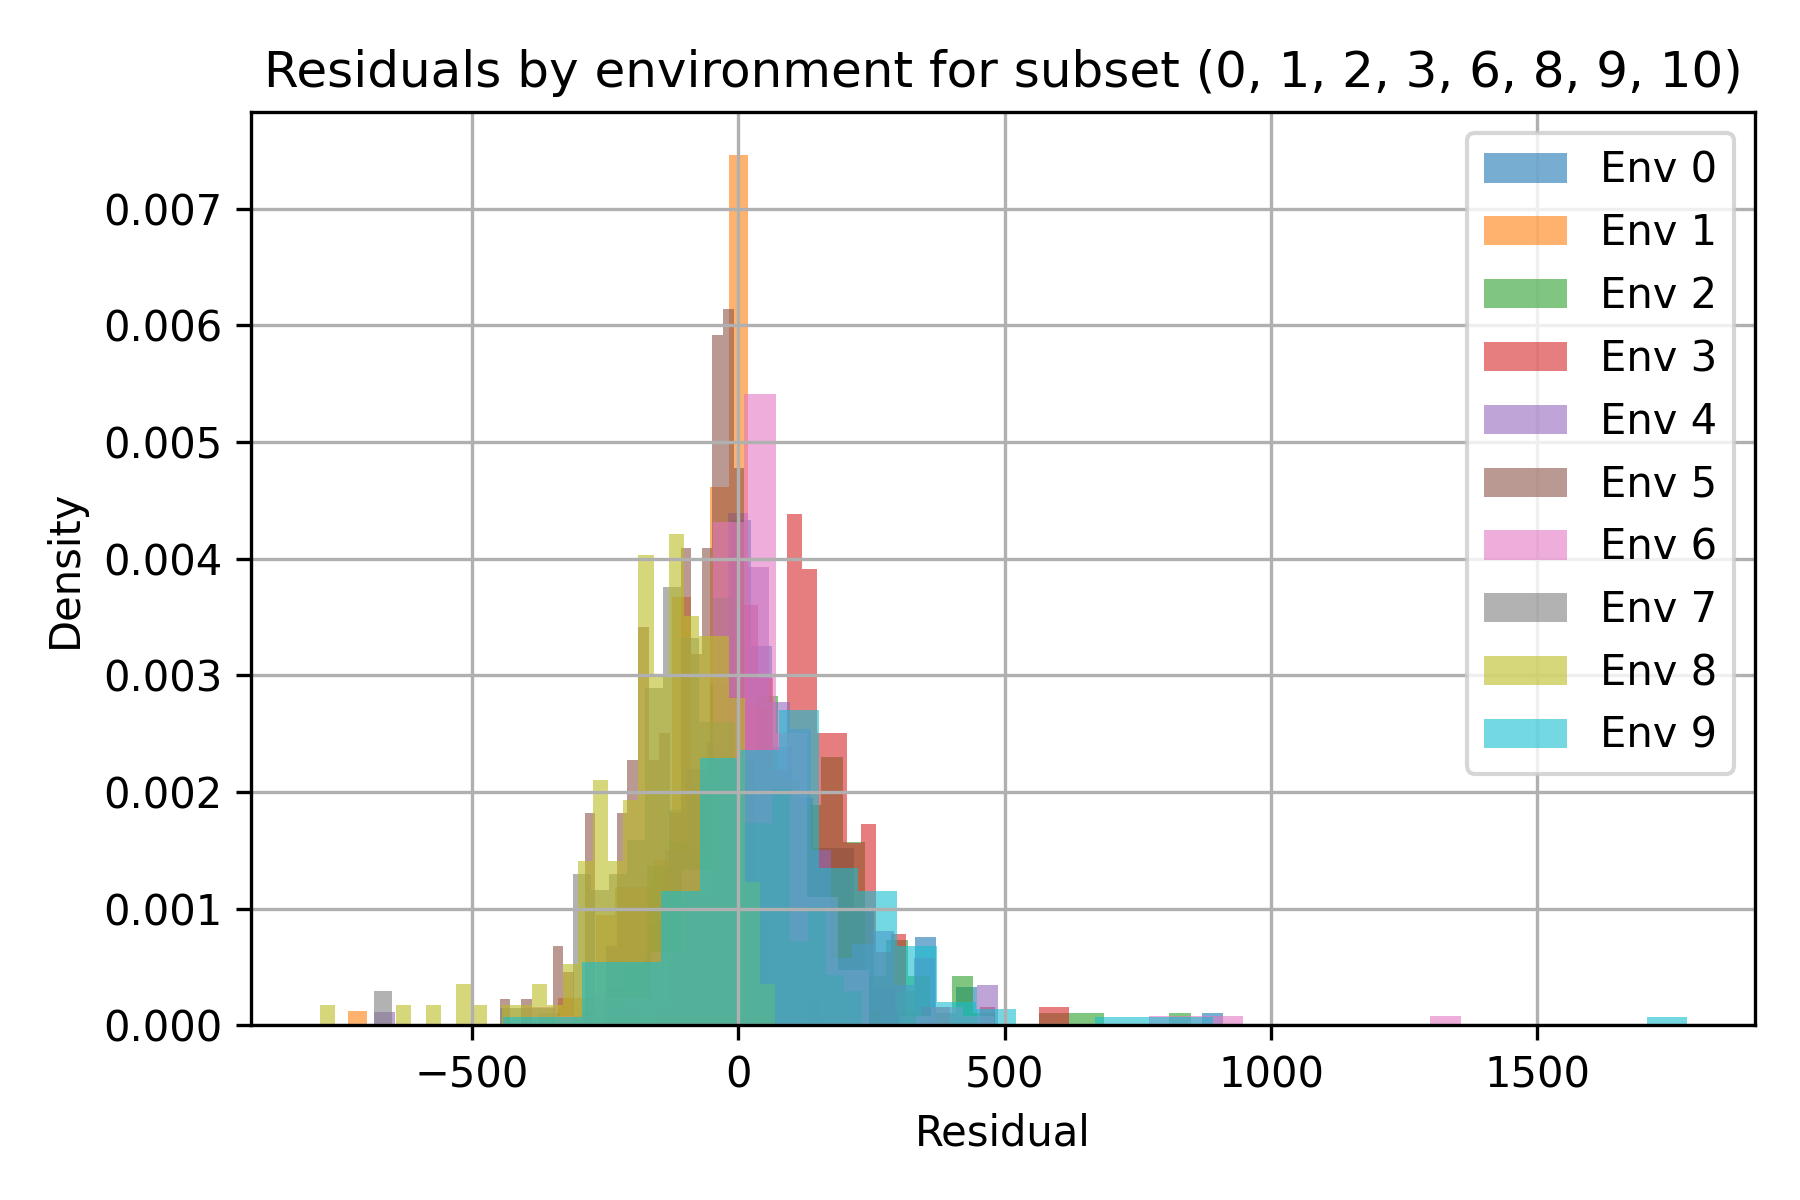 Residuals by environment for subset (0, 1, 2, 3, 6, 8, 9, 10)
Env 0
Env 1
Env 2
Env 3
Env 4
Env 5
Env 6
Env 7
Env 8
Env 9
0.007
0.006
0.005
0.004
0.003
0.002
0.001
0.000
Density
−500
0
500
1000
1500
Residual